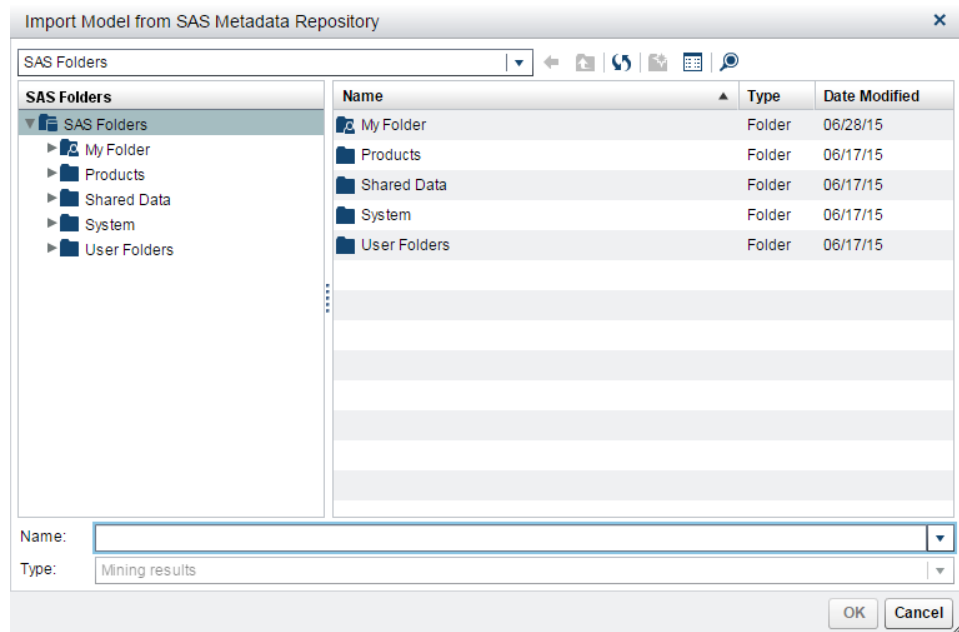 Import Model from SAS Metadata Repository
SAS Folders
SAS Folders
Name Type Date Modified
SAS Folders
My Folder
Products
Shared Data
System
User Folders
My Folder Folder 06/28/15
Products Folder 06/17/15
Shared Data Folder 06/17/15
System Folder 06/17/15
User Folders Folder 06/17/15
Name:
Type: Mining results
OK Cancel